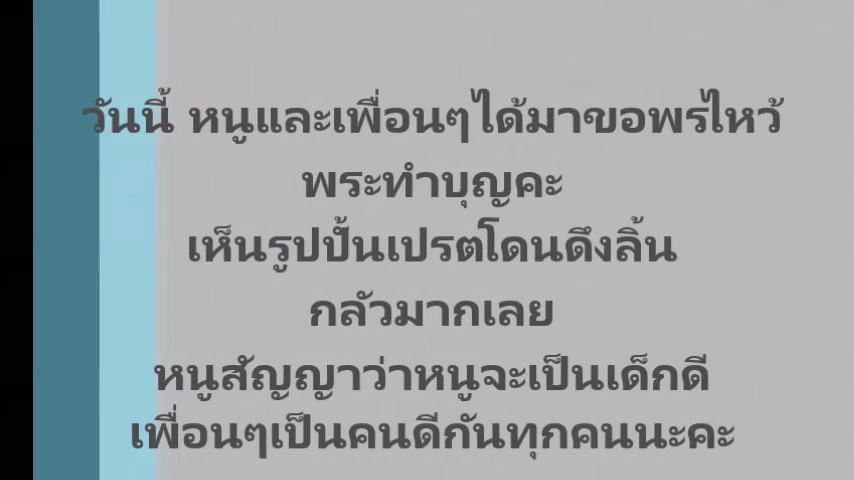 วันนี้ หนูและเพื่อนๆได้มาขอพรไหว้
พระทำบุญคะ
เห็นรูปปั้นเปรตโดนดึงลิ้น
กลัวมากเลย
หนูสัญญาว่าหนูจะเป็นเด็กดี
เพื่อนๆเป็นคนดีกันทุกคนนะคะ